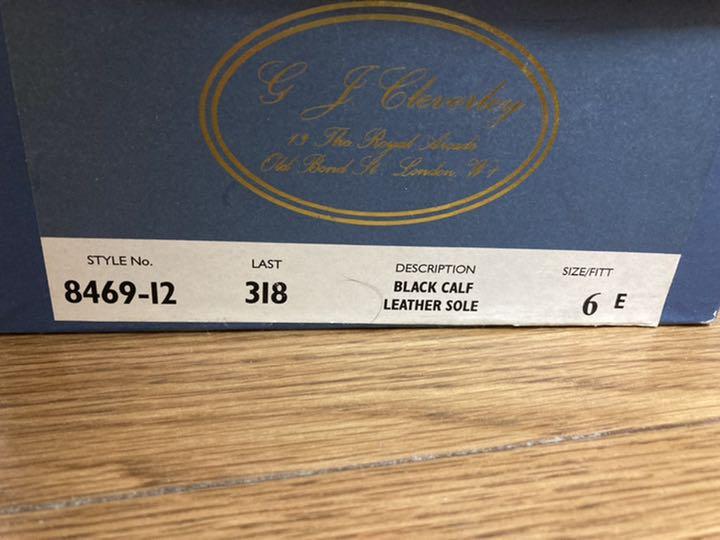 G J Cleverley
13 The Royal Arcade
Old Bond St. London. W1
STYLE No.
8469-12
LAST
318
DESCRIPTION
BLACK CALF
LEATHER SOLE
SIZE/FITT
6 E